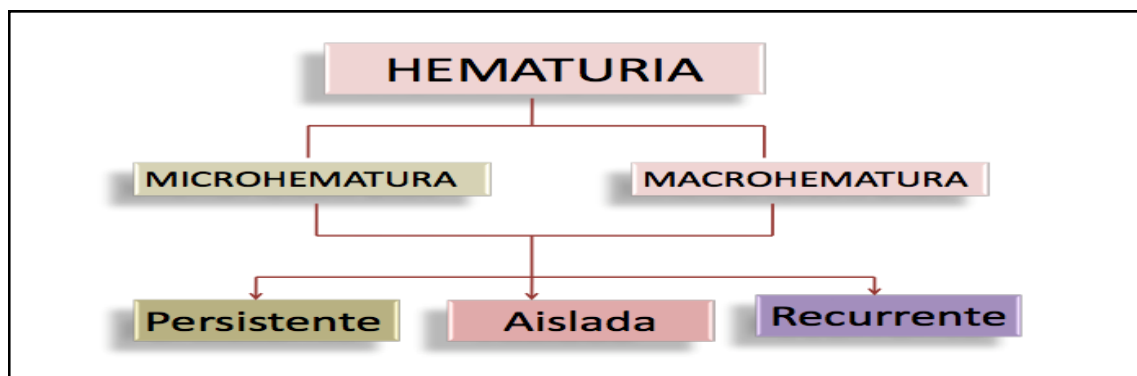 HEMATURIA
MICROHEMATURA
MACROHEMATURA
Persistente
Aislada
Recurrente